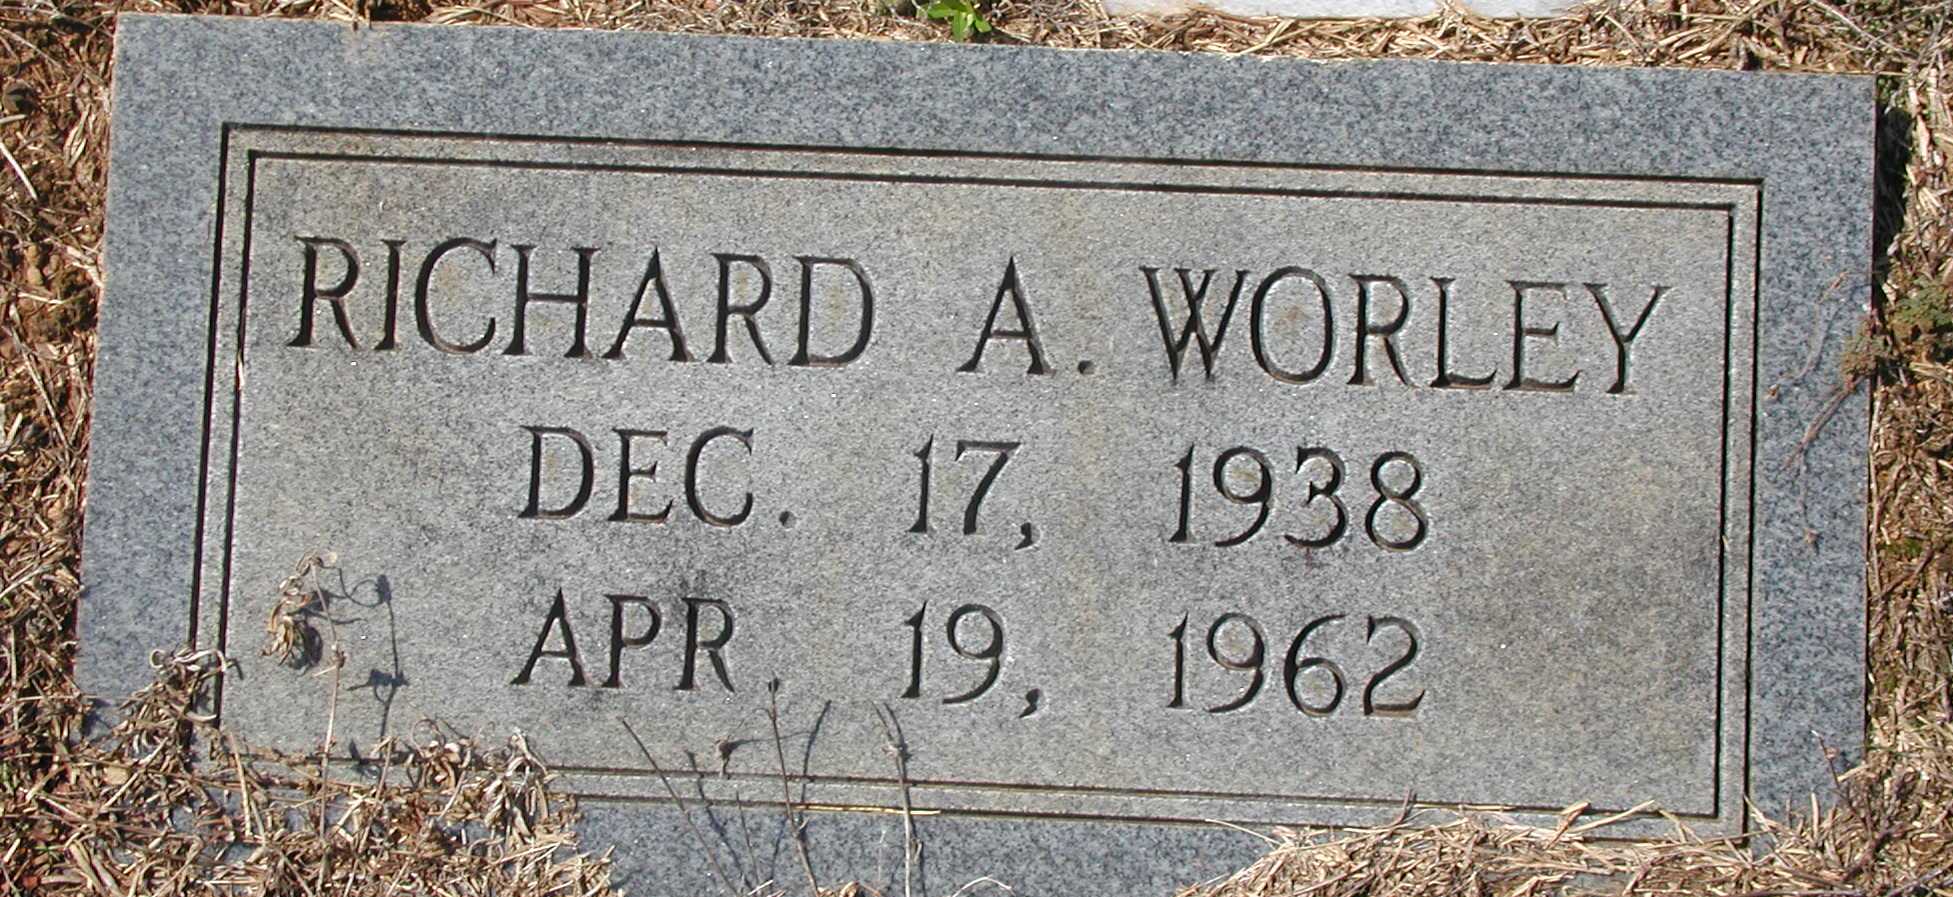 RICHARD A. WORLEY
DEC. 17, 1938
APR. 19, 1962